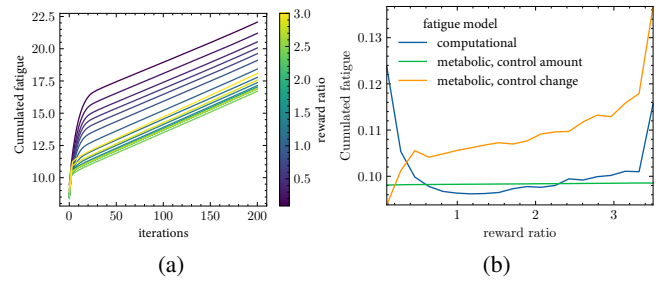 22.5
20.0
17.5
15.0
12.5
10.0
Cumulated fatigue
0
50
100
150
200
iterations
3.0
2.5
2.0
1.5
1.0
0.5
reward ratio
(a)
0.13
0.12
0.11
0.10
Cumulated fatigue
fatigue model
computational
metabolic, control amount
metabolic, control change
1
2
3
reward ratio
(b)